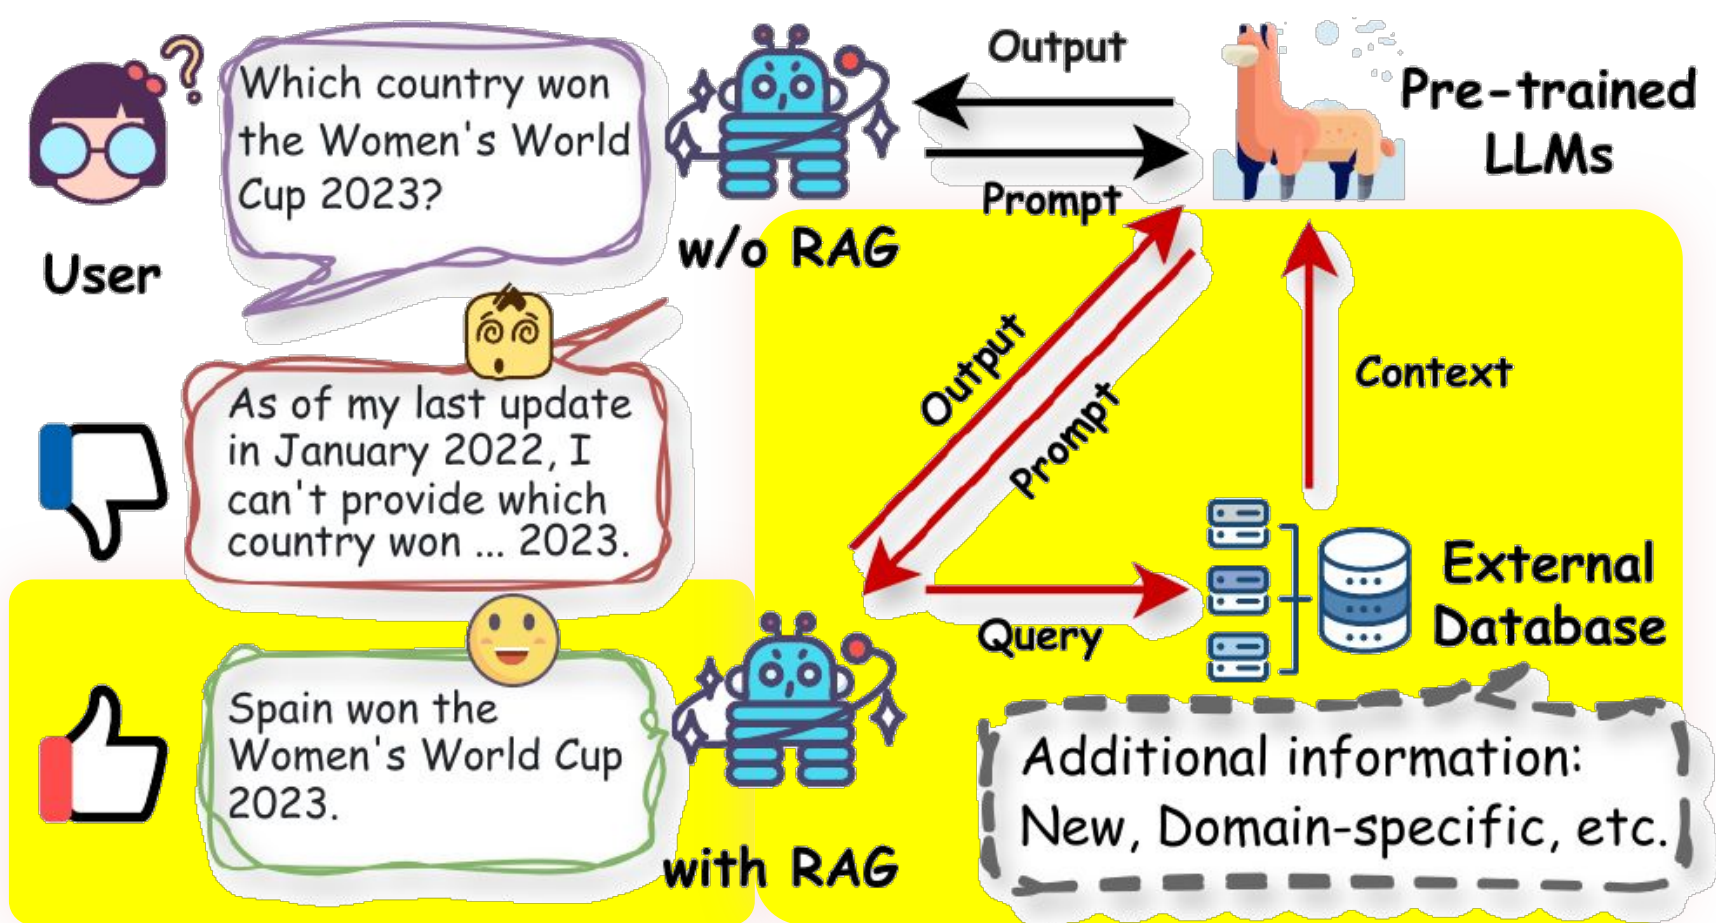 Which country won
the Women's World
Cup 2023?
User
w/o RAG
Output
Prompt
Pre-trained
LLMs
As of my last update
in January 2022, I
can't provide which
country won ... 2023.
Output
Prompt
Context
Query
External
Database
Spain won the
Women's World Cup
2023.
with RAG
Additional information:
New, Domain-specific, etc.